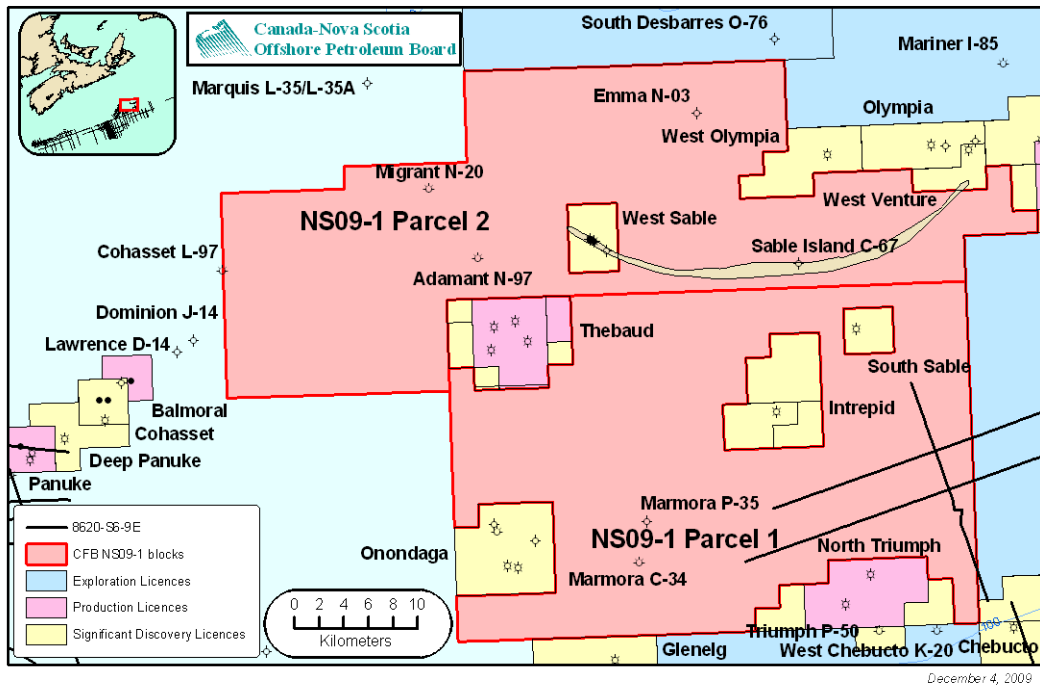 Canada-Nova Scotia
Offshore Petroleum Board
South Desbarres O-76
Mariner I-85
Marquis L-35/L-35A
Emma N-03
Olympia
West Olympia
Migrant N-20
NS09-1 Parcel 2
West Sable
West Venture
Cohasset L-97
Sable Island C-67
Adamant N-97
Dominion J-14
Thebaud
Lawrence D-14
South Sable
Balmoral
Intrepid
Cohasset
Deep Panuke
Panuke
Marmora P-35
8620-S6-9E
CFB NS09-1 blocks
Exploration Licences
Production Licences
Significant Discovery Licences
Onondaga
NS09-1 Parcel 1
North Triumph
Marmora C-34
0 2 4 6 8 10
Kilometers
Triumph P-50
100
Glenelg
West Chebucto K-20
Chebucto
December 4, 2009